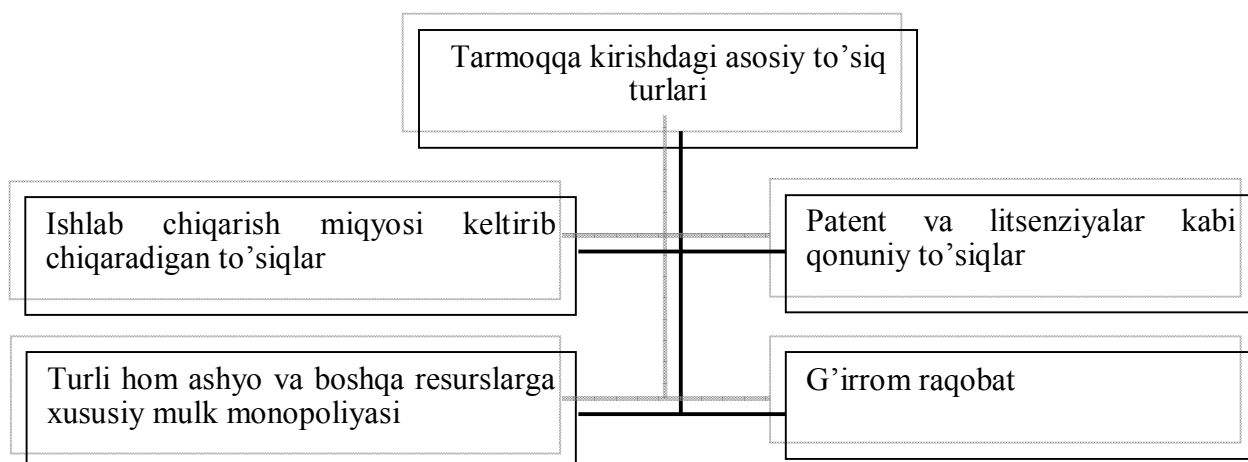 Tarmoqqa kirishdagi asosiy to’siq
turlari
Ishlab chiqarish miqyosi keltirib
chiqaradigan to’siqlar
Patent va litsenziyalar kabi
qonuniy to’siqlar
Turli hom ashyo va boshqa resurslarga
xususiy mulk monopoliyasi
G’irrom raqobat